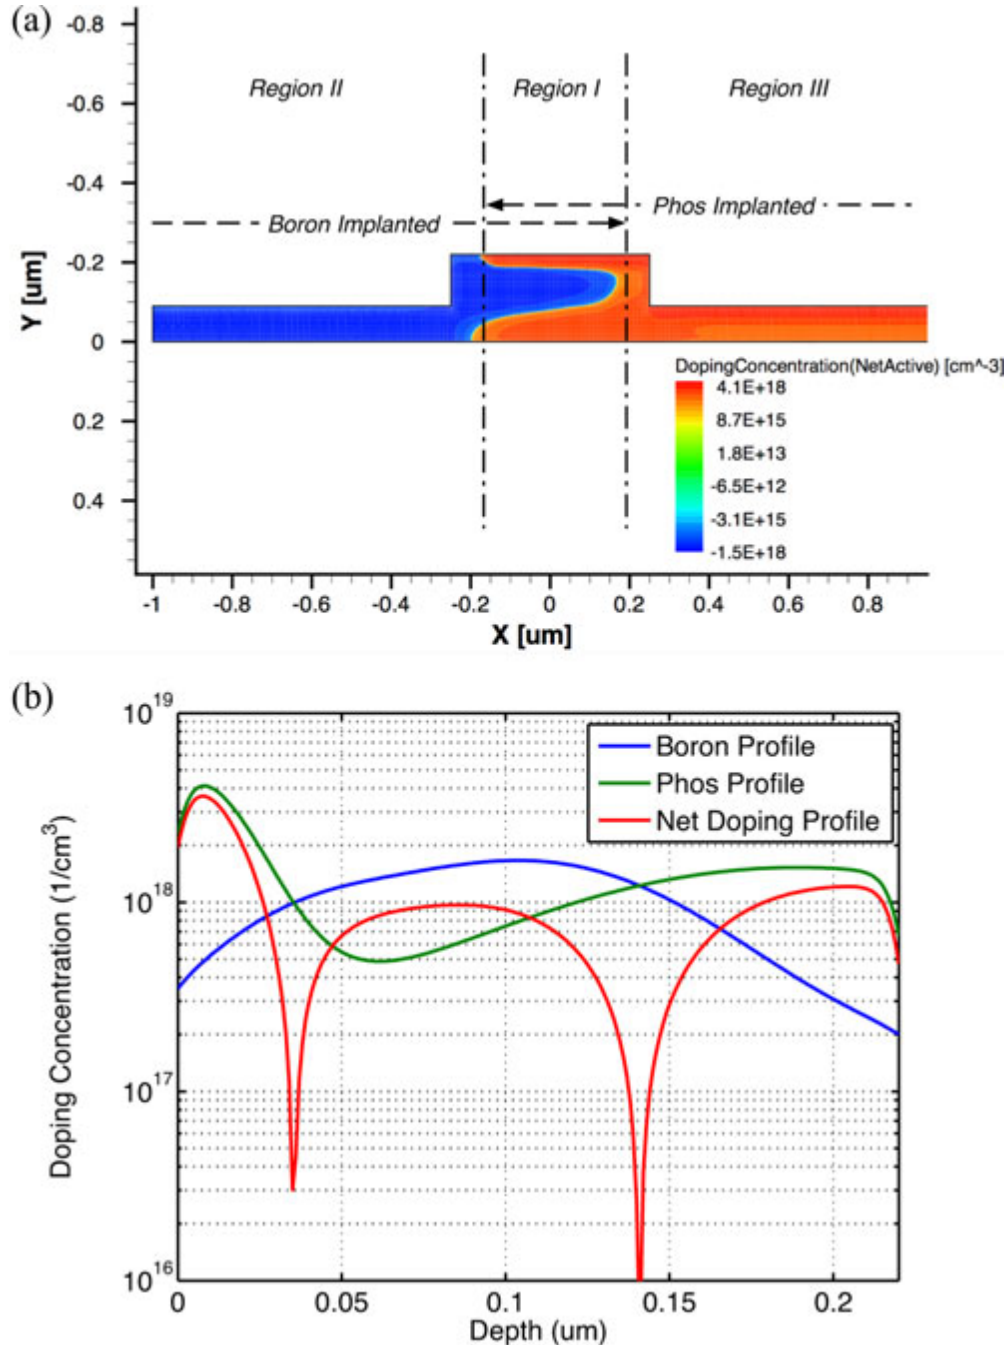 (a)
-0.8
-0.6
-0.4
-0.2
0
0.2
0.4
Y [um]
Region II
Region I
Region III
Phos Implanted
Boron Implanted
DopingConcentration(NetActive) [cm^-3]
4.1E+18
8.7E+15
1.8E+13
-6.5E+12
-3.1E+15
-1.5E+18
-1 -0.8 -0.6 -0.4 -0.2 0 0.2 0.4 0.6 0.8
X [um]
(b)
10^19
10^18
10^17
10^16
Doping Concentration (1/cm^3)
Boron Profile
Phos Profile
Net Doping Profile
0 0.05 0.1 0.15 0.2
Depth (um)